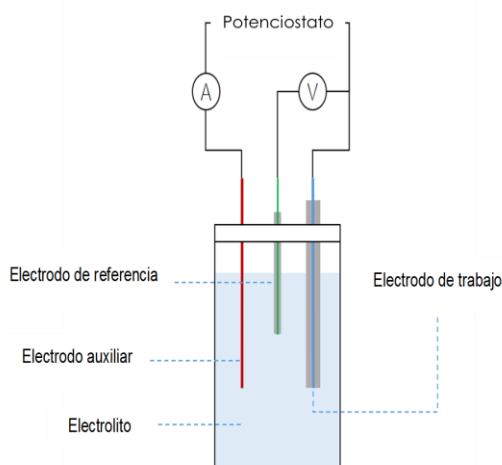 Potenciostato
A
V
Electrodo de referencia
Electrodo de trabajo
Electrodo auxiliar
Electrolito